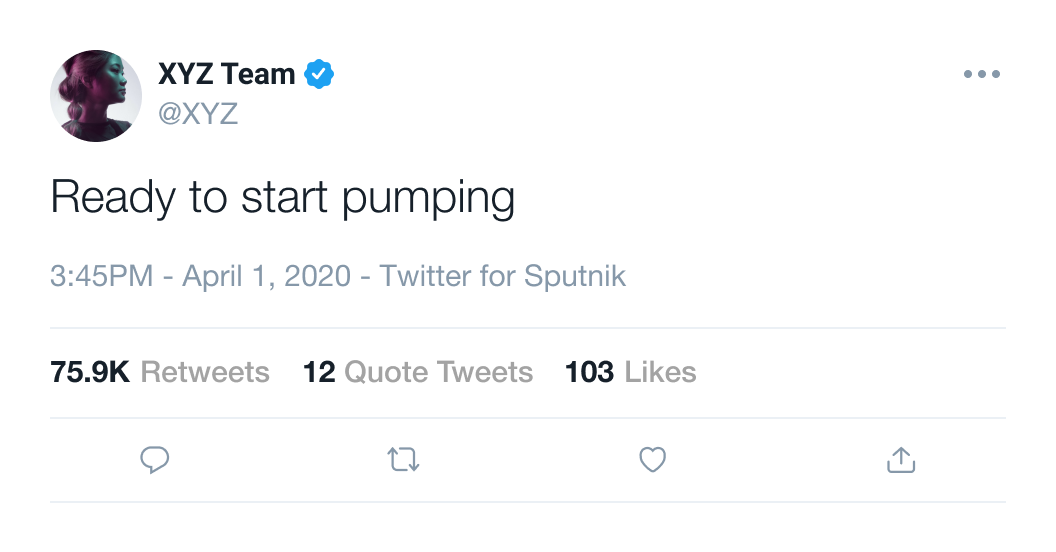 XYZ Team
@XYZ
Ready to start pumping
3:45PM - April 1, 2020 - Twitter for Sputnik
75.9K Retweets 12 Quote Tweets 103 Likes